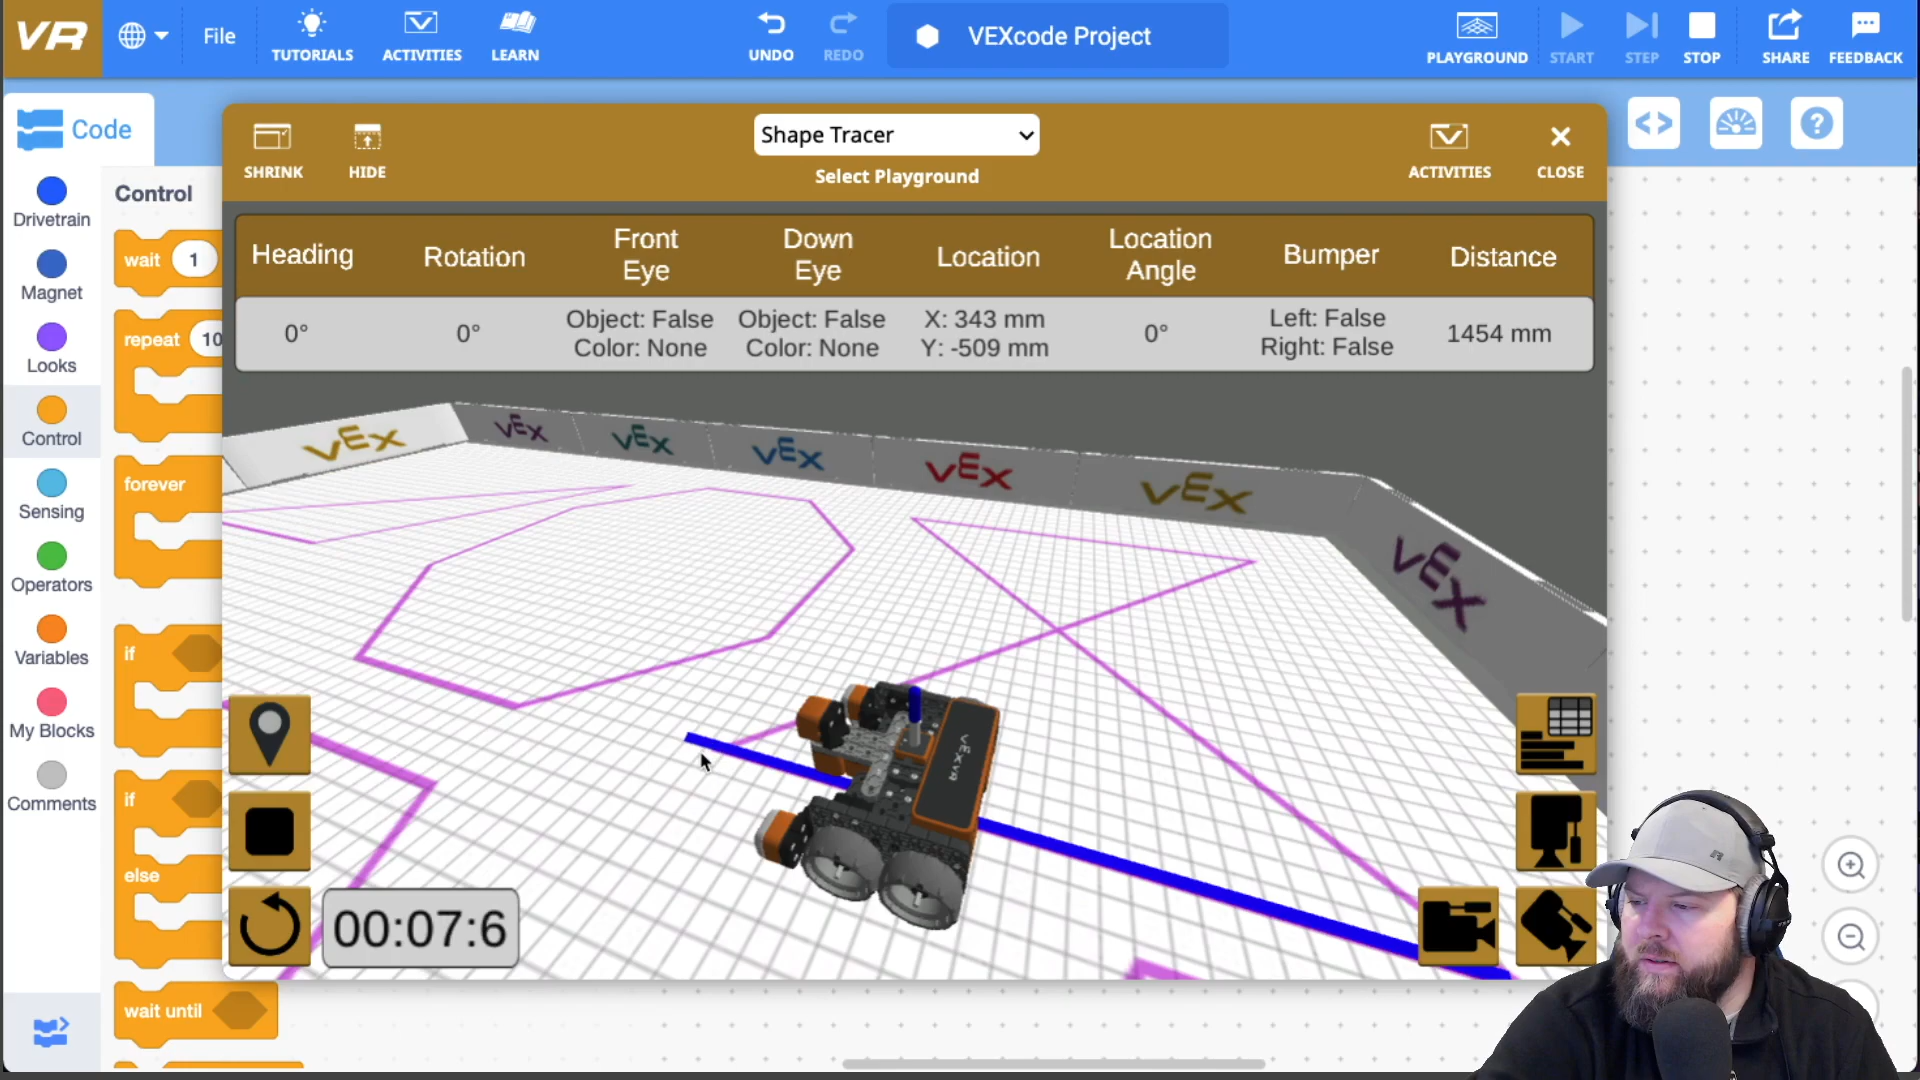 VR
File
TUTORIALS
ACTIVITIES
LEARN
UNDO
REDO
VEXcode Project
PLAYGROUND
START
STEP
STOP
SHARE
FEEDBACK
Code
SHRINK
HIDE
Shape Tracer
Select Playground
ACTIVITIES
CLOSE
Drivetrain
Magnet
Looks
Control
Sensing
Operators
Variables
My Blocks
Comments
Control
wait 1
repeat 10
forever
if
if
else
wait until
Heading
Rotation
Front
Eye
Down
Eye
Location
Location
Angle
Bumper
Distance
0°
0°
Object: False
Color: None
Object: False
Color: None
X: 343 mm
Y: -509 mm
0°
Left: False
Right: False
1454 mm
VEX
VEX
VEX
VEX
VEX
VEX
VEX
VEXVR
00:07:6